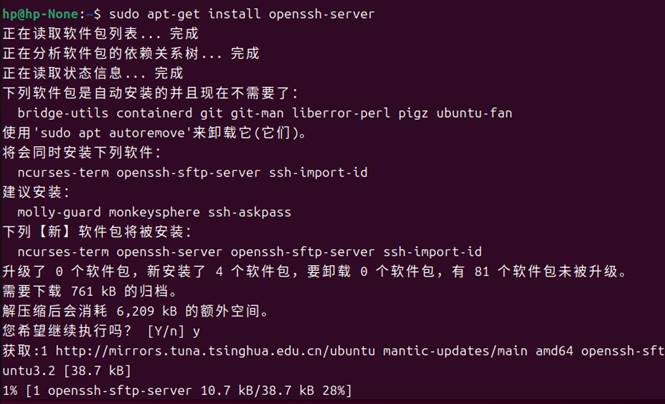 hp@hp-None:~$ sudo apt-get install openssh-server
正在读取软件包列表... 完成
正在分析软件包的依赖关系树... 完成
正在读取状态信息... 完成
下列软件包是自动安装的并且现在不需要了：
  bridge-utils containerd git git-man liberror-perl pigz ubuntu-fan
使用'sudo apt autoremove'来卸载它(它们)。
将会同时安装下列软件：
  ncurses-term openssh-sftp-server ssh-import-id
建议安装：
  molly-guard monkeysphere ssh-askpass
下列【新】软件包将被安装：
  ncurses-term openssh-server openssh-sftp-server ssh-import-id
升级了 0 个软件包，新安装了 4 个软件包，要卸载 0 个软件包，有 81 个软件包未被升级。
需要下载 761 kB 的归档。
解压缩后会消耗 6,209 kB 的额外空间。
您希望继续执行吗？ [Y/n] y
获取:1 http://mirrors.tuna.tsinghua.edu.cn/ubuntu mantic-updates/main amd64 openssh-sft
untu3.2 [38.7 kB]
1% [1 openssh-sftp-server 10.7 kB/38.7 kB 28%]